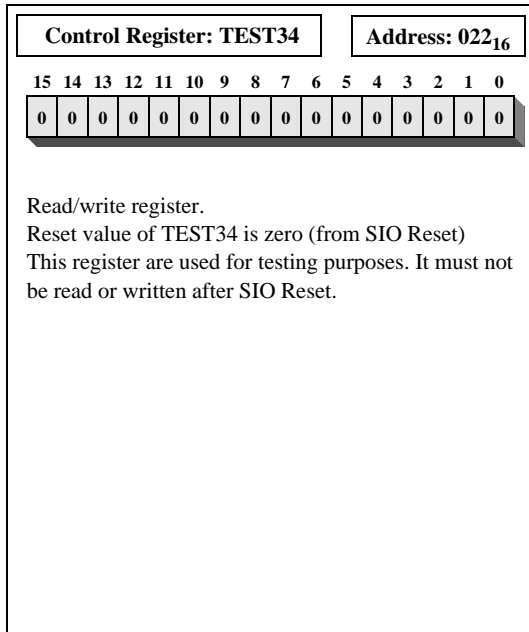 Control Register: TEST34
Address: 022₁₆
15 14 13 12 11 10 9 8 7 6 5 4 3 2 1 0
0 0 0 0 0 0 0 0 0 0 0 0 0 0 0 0
Read/write register.
Reset value of TEST34 is zero (from SIO Reset)
This register are used for testing purposes. It must not
be read or written after SIO Reset.